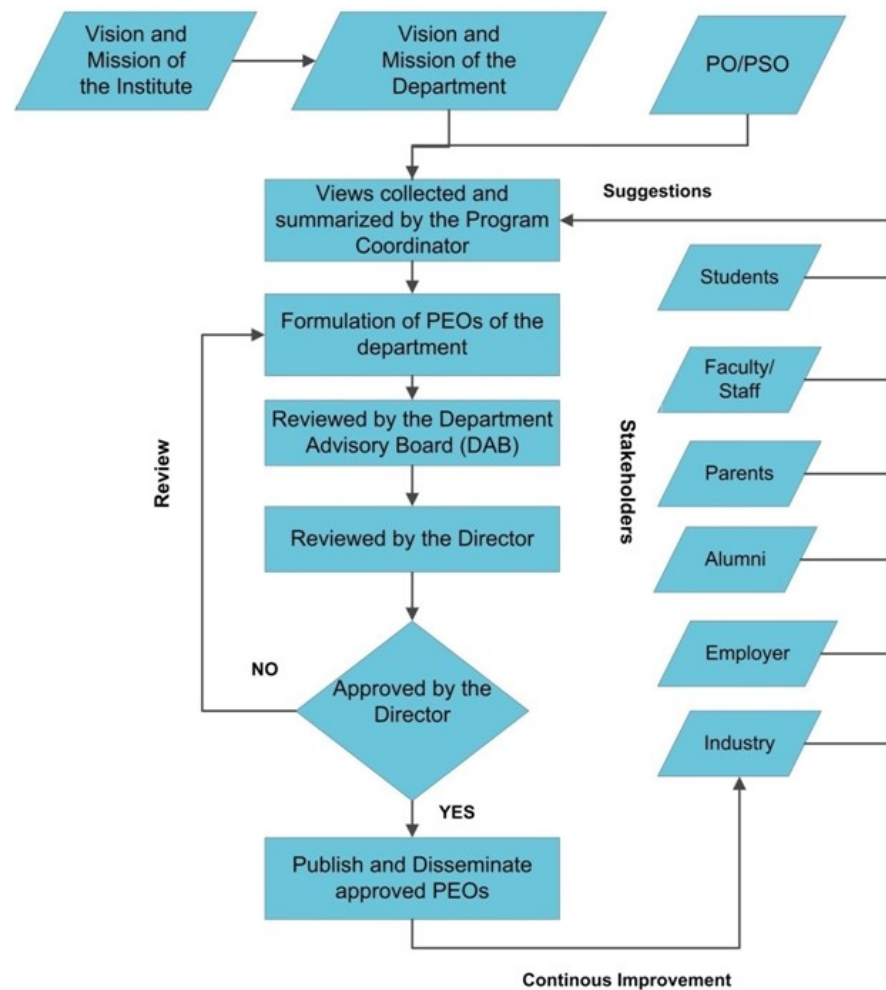 Vision and
Mission of
the Institute
Vision and
Mission of the
Department
PO/PSO
Views collected and
summarized by the Program
Coordinator
Suggestions
Students
Formulation of PEOs of the
department
Faculty/
Staff
Reviewed by the Department
Advisory Board (DAB)
Stakeholders
Review
Parents
Reviewed by the Director
Alumni
Employer
NO
Approved by the
Director
Industry
YES
Publish and Disseminate
approved PEOs
Continous Improvement